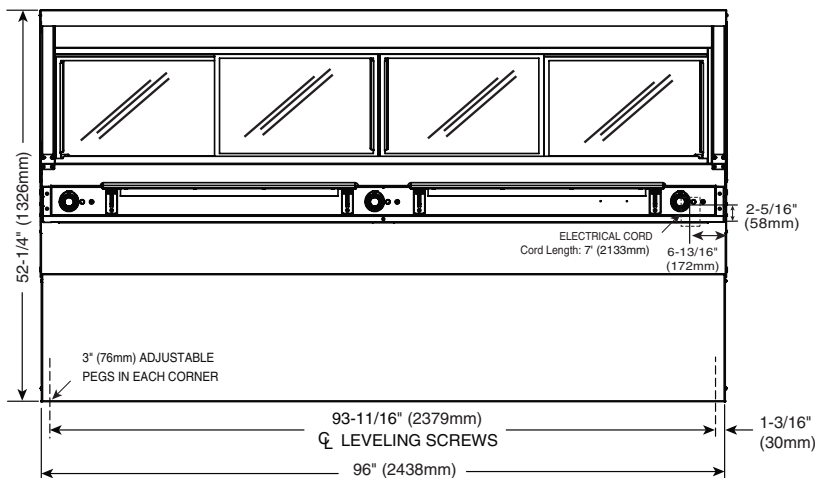 52-1/4" (1326mm)
2-5/16"
(58mm)
ELECTRICAL CORD
Cord Length: 7' (2133mm)
6-13/16"
(172mm)
3" (76mm) ADJUSTABLE
PEGS IN EACH CORNER
93-11/16" (2379mm)
℄ LEVELING SCREWS
1-3/16"
(30mm)
96" (2438mm)